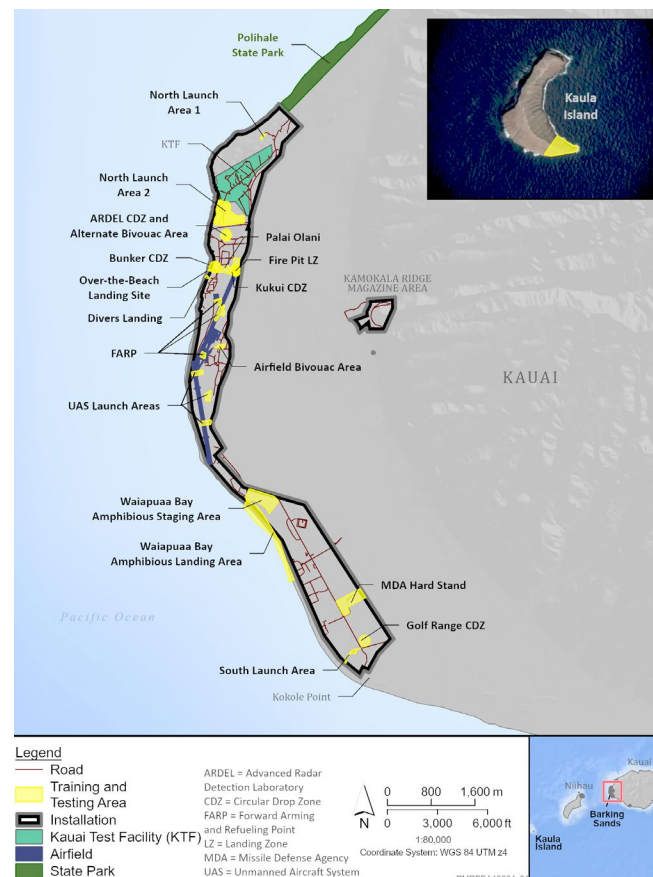 Polihale
State Park
North Launch
Area 1
KTF
North Launch
Area 2
ARDEL CDZ and
Alternate Bivouac Area
Palai Olani
Bunker CDZ
Fire Pit LZ
Over-the-Beach
Landing Site
Kukui CDZ
Divers Landing
FARP
Airfield Bivouac Area
UAS Launch Areas
KAMOKALA RIDGE
MAGAZINE AREA
KAUAI
Kaula
Island
Waiapuaa Bay
Amphibious Staging Area
Waiapuaa Bay
Amphibious Landing Area
MDA Hard Stand
Golf Range CDZ
South Launch Area
Kokole Point
Pacific Ocean
Legend
Road
Training and
Testing Area
Installation
Kauai Test Facility (KTF)
Airfield
State Park
ARDEL = Advanced Radar
Detection Laboratory
CDZ = Circular Drop Zone
FARP = Forward Arming
and Refueling Point
LZ = Landing Zone
MDA = Missile Defense Agency
UAS = Unmanned Aircraft System
N
0 800 1,600 m
0 3,000 6,000 ft
1:80,000
Coordinate System: WGS 84 UTM z4
Kauai
Niihau
Barking
Sands
Kaula
Island